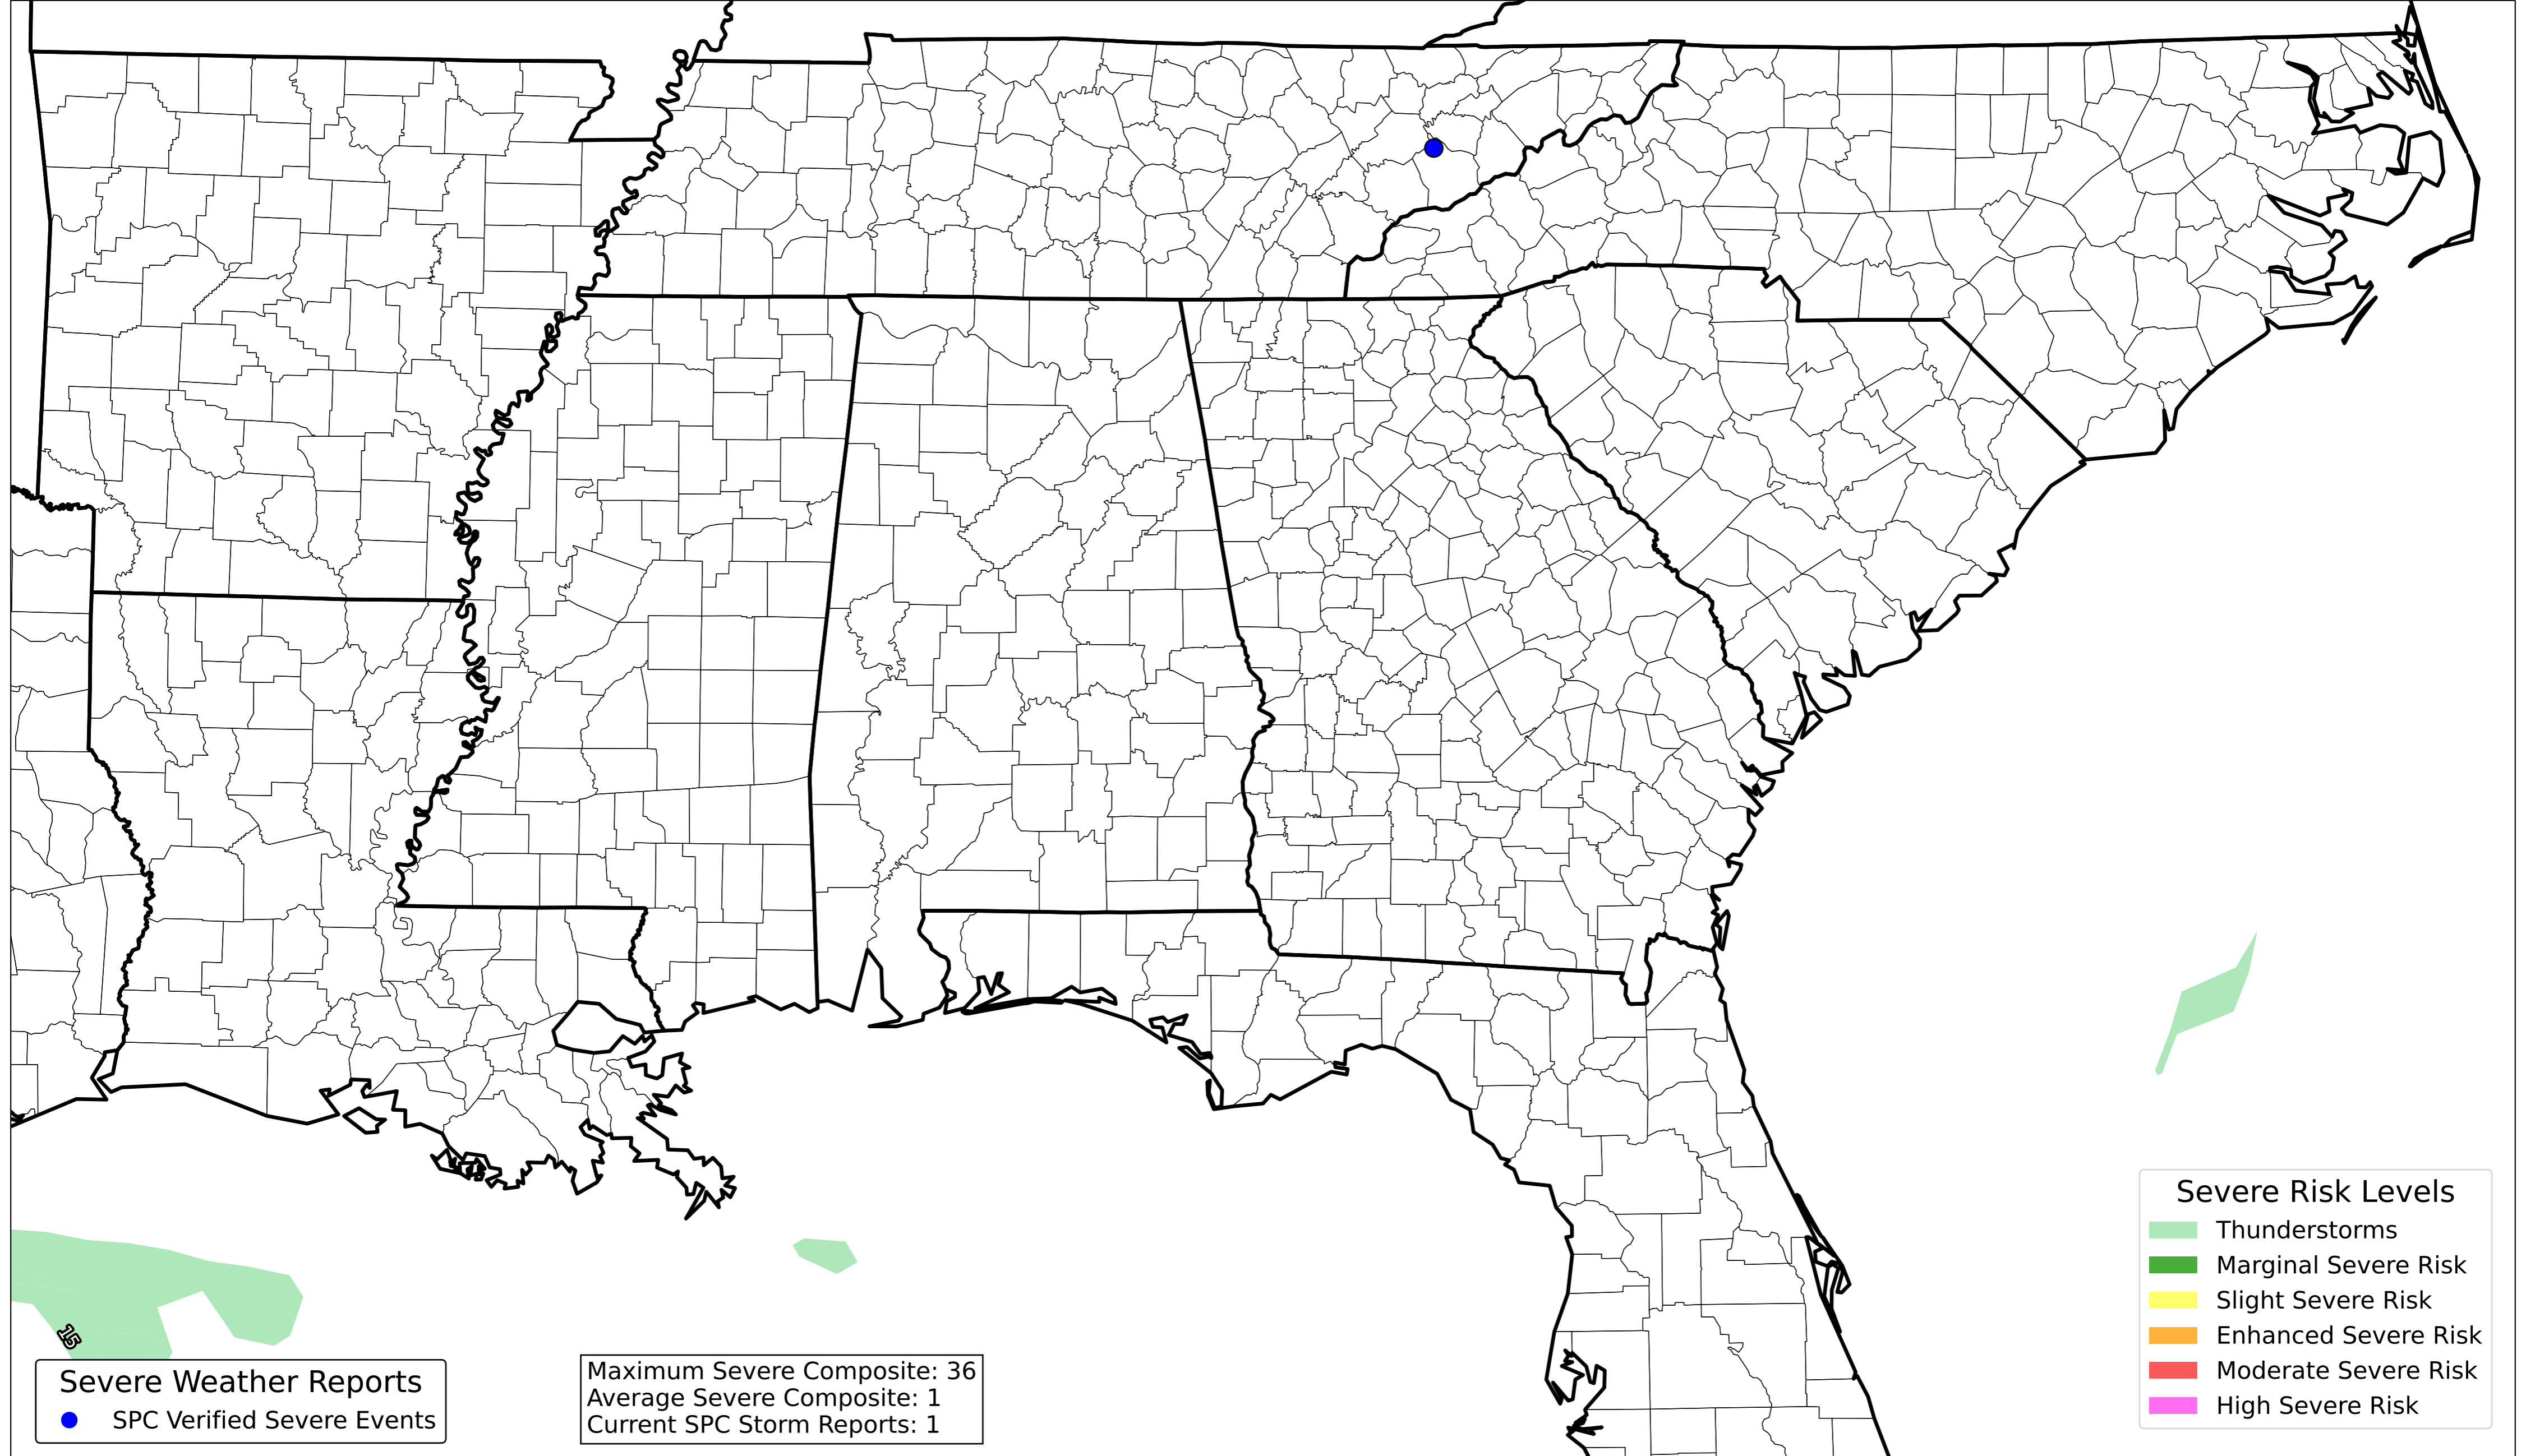 Severe Risk Levels
Thunderstorms
Marginal Severe Risk
Slight Severe Risk
Enhanced Severe Risk
Moderate Severe Risk
High Severe Risk
15
Severe Weather Reports
SPC Verified Severe Events
Maximum Severe Composite: 36
Average Severe Composite: 1
Current SPC Storm Reports: 1